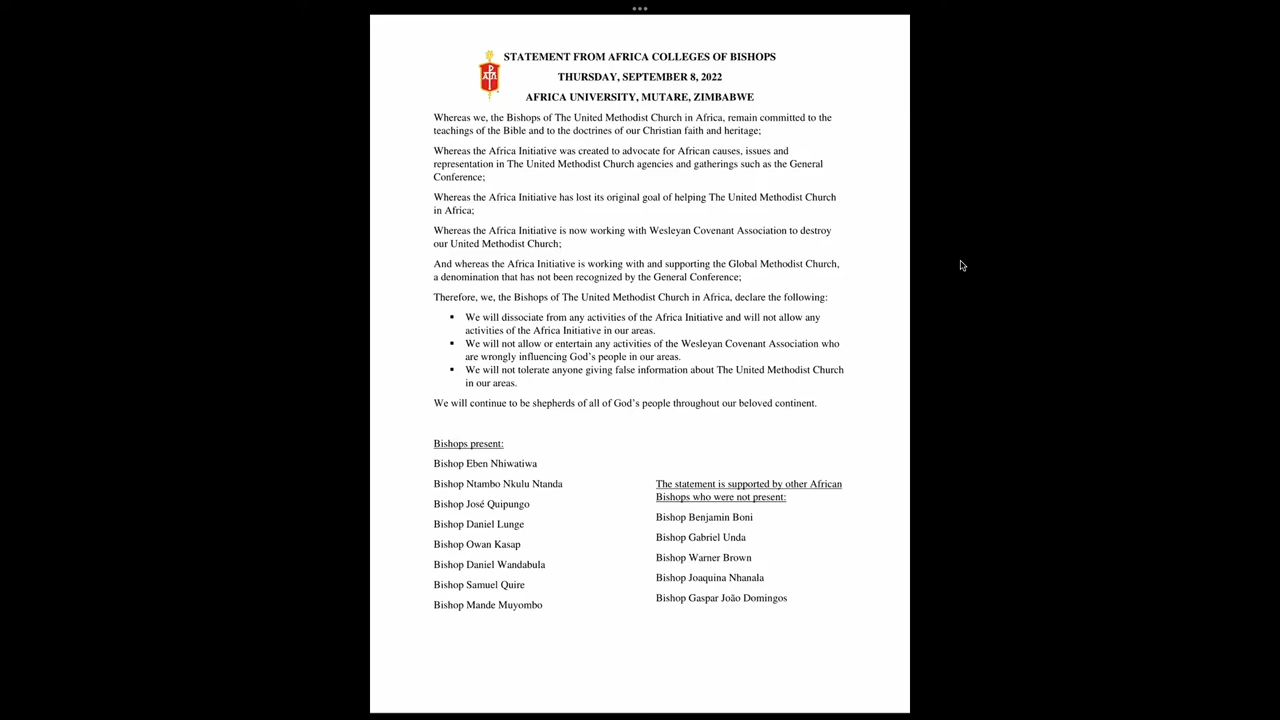 STATEMENT FROM AFRICA COLLEGES OF BISHOPS
THURSDAY, SEPTEMBER 8, 2022
AFRICA UNIVERSITY, MUTARE, ZIMBABWE
Whereas we, the Bishops of The United Methodist Church in Africa, remain committed to the
teachings of the Bible and to the doctrines of our Christian faith and heritage;
Whereas the Africa Initiative was created to advocate for African causes, issues and
representation in The United Methodist Church agencies and gatherings such as the General
Conference;
Whereas the Africa Initiative has lost its original goal of helping The United Methodist Church
in Africa;
Whereas the Africa Initiative is now working with Wesleyan Covenant Association to destroy
our United Methodist Church;
And whereas the Africa Initiative is working with and supporting the Global Methodist Church,
a denomination that has not been recognized by the General Conference;
Therefore, we, the Bishops of The United Methodist Church in Africa, declare the following:
▪ We will dissociate from any activities of the Africa Initiative and will not allow any
activities of the Africa Initiative in our areas.
▪ We will not allow or entertain any activities of the Wesleyan Covenant Association who
are wrongly influencing God’s people in our areas.
▪ We will not tolerate anyone giving false information about The United Methodist Church
in our areas.
We will continue to be shepherds of all of God’s people throughout our beloved continent.
Bishops present:
Bishop Eben Nhiwatiwa
Bishop Ntambo Nkulu Ntanda
Bishop José Quipungo
Bishop Daniel Lunge
Bishop Owan Kasap
Bishop Daniel Wandabula
Bishop Samuel Quire
Bishop Mande Muyombo
The statement is supported by other African
Bishops who were not present:
Bishop Benjamin Boni
Bishop Gabriel Unda
Bishop Warner Brown
Bishop Joaquina Nhanala
Bishop Gaspar João Domingos